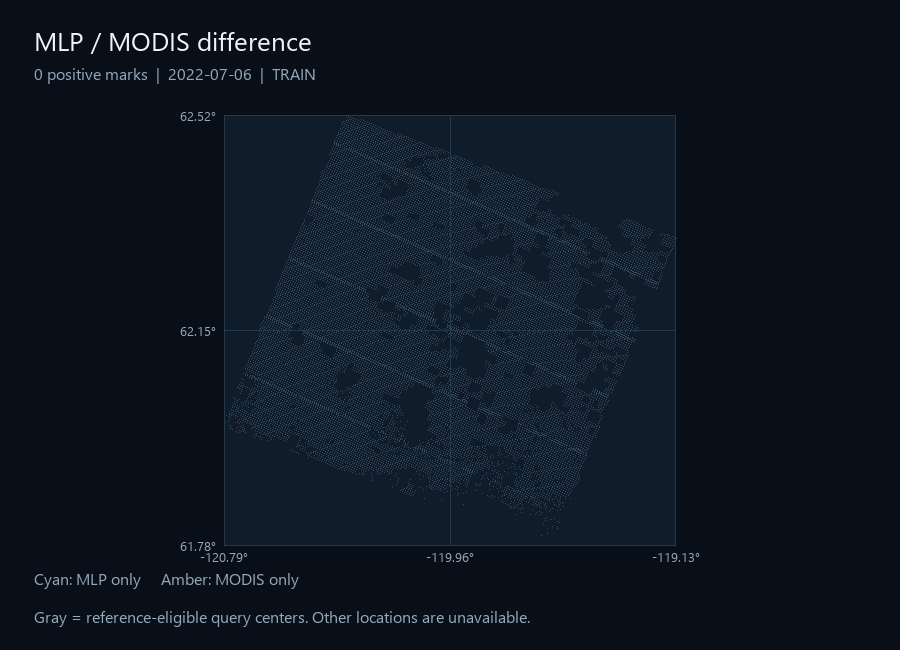 MLP / MODIS difference
0 positive marks | 2022-07-06 | TRAIN
62.52°
62.15°
61.78°
-120.79°
-119.96°
-119.13°
Cyan: MLP only Amber: MODIS only
Gray = reference-eligible query centers. Other locations are unavailable.